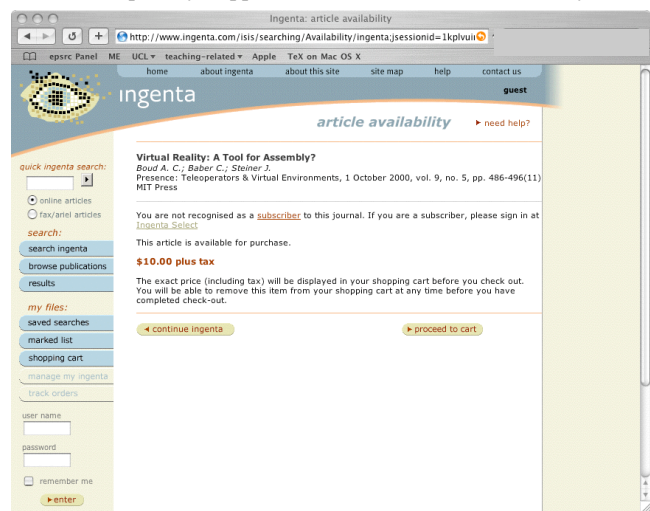 Ingenta: article availability
http://www.ingenta.com/isis/searching/Availability/ingenta;jsessionid=1kplvuii
epsrc Panel ME UCL teaching-related Apple TeX on Mac OS X
home about ingenta about this site site map help contact us
ingenta
guest
article availability
need help?
Virtual Reality: A Tool for Assembly?
Boud A. C.; Baber C.; Steiner J.
Presence: Teleoperators & Virtual Environments, 1 October 2000, vol. 9, no. 5, pp. 486-496(11)
MIT Press
You are not recognised as a subscriber to this journal. If you are a subscriber, please sign in at
Ingenta Select
This article is available for purchase.
$10.00 plus tax
The exact price (including tax) will be displayed in your shopping cart before you check out.
You will be able to remove this item from your shopping cart at any time before you have
completed check-out.
continue ingenta
proceed to cart
quick ingenta search:
online articles
fax/ariel articles
search:
search ingenta
browse publications
results
my files:
saved searches
marked list
shopping cart
manage my ingenta
track orders
user name
password
remember me
enter